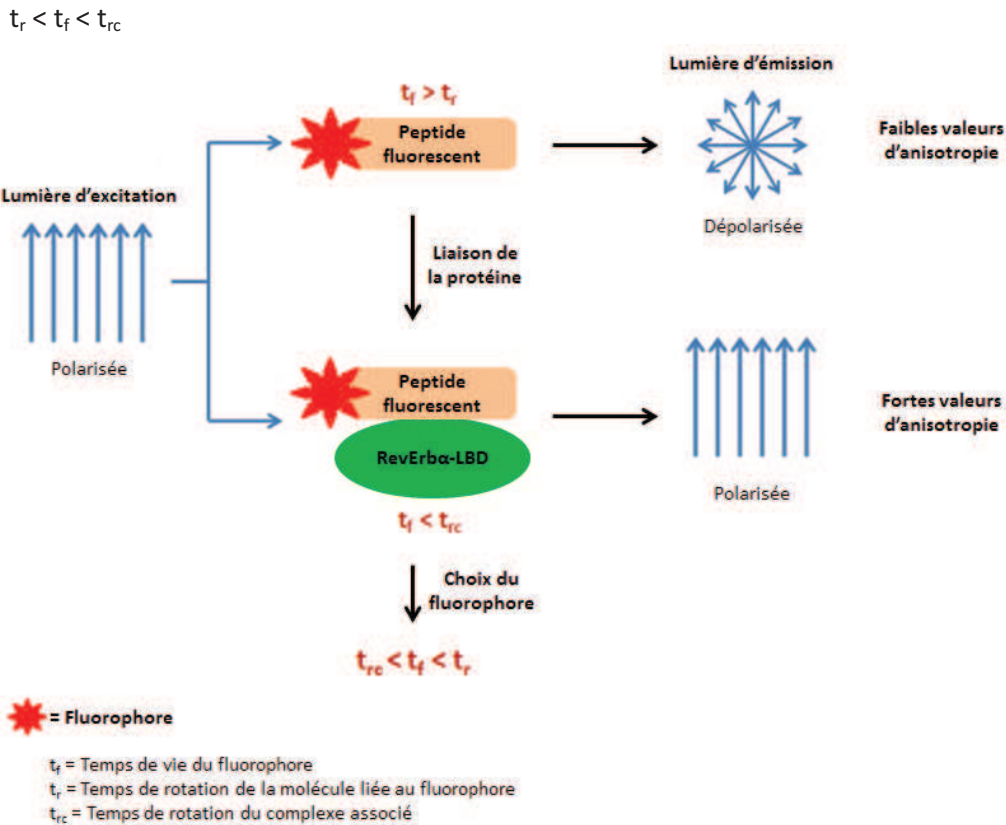 tr < tf < trc
Lumière d'émission
tf > tr
Peptide
fluorescent
Faibles valeurs
d'anisotropie
Lumière d'excitation
Dépolarisée
Liaison de
la protéine
Polarisée
Peptide
fluorescent
Fortes valeurs
d'anisotropie
RevErbα-LBD
Polarisée
tf < trc
Choix du
fluorophore
trc < tf < tr
= Fluorophore
tf = Temps de vie du fluorophore
tr = Temps de rotation de la molécule liée au fluorophore
trc = Temps de rotation du complexe associé